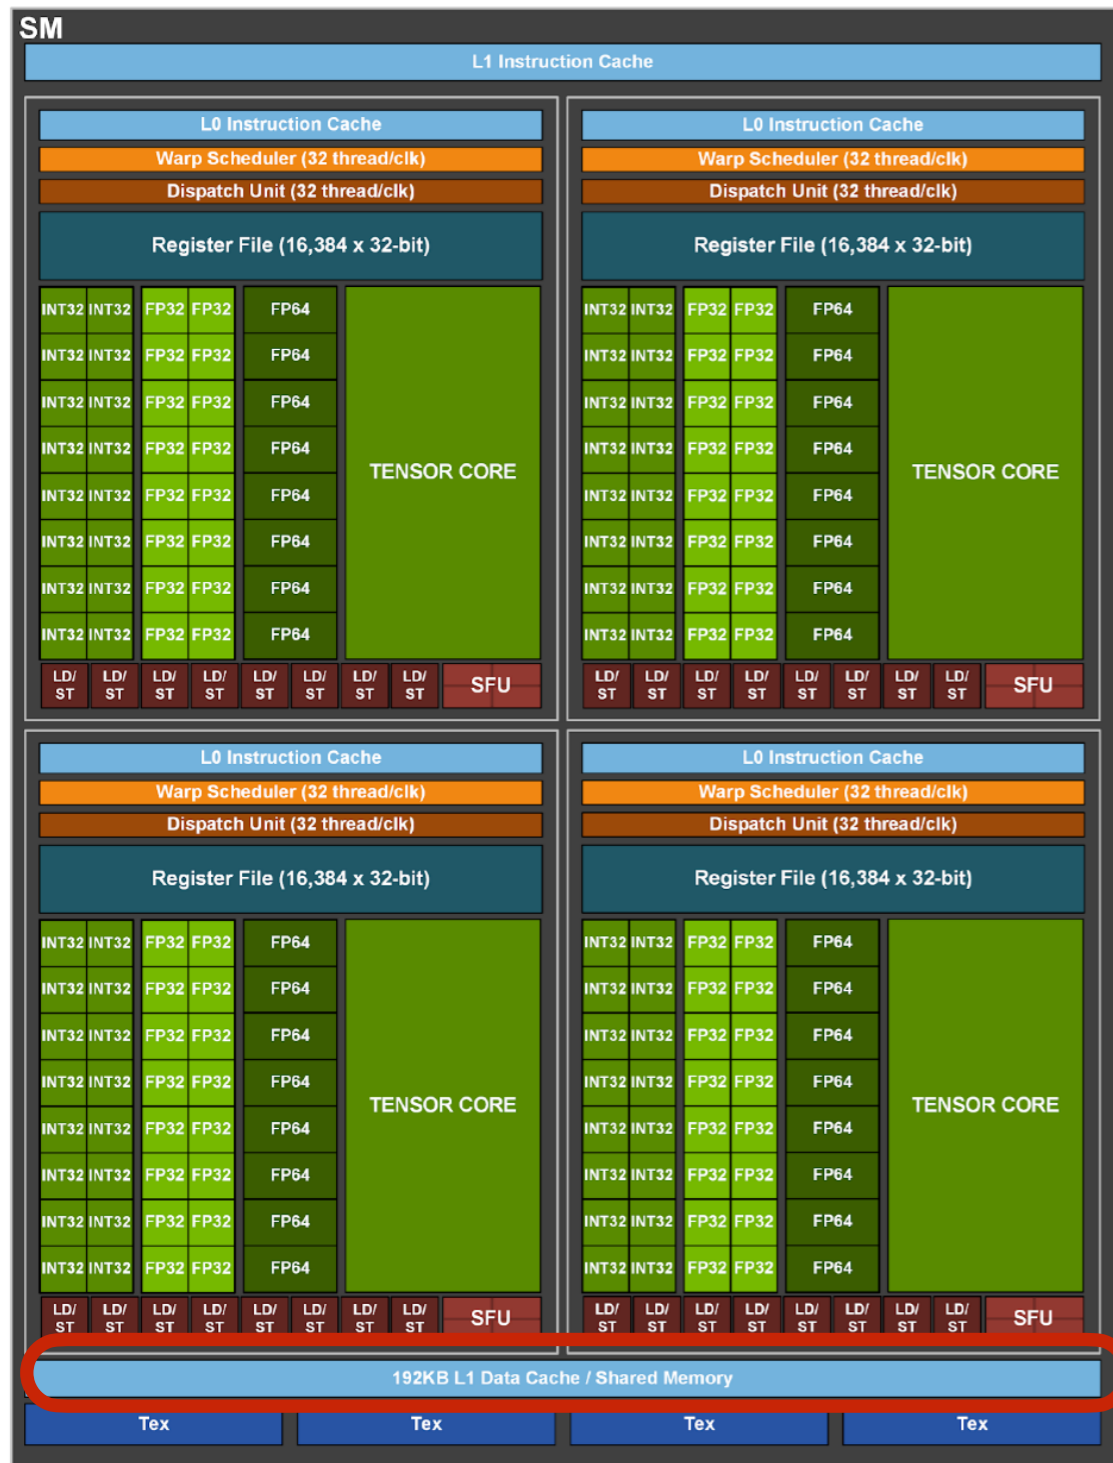 SM
L1 Instruction Cache
L0 Instruction Cache
Warp Scheduler (32 thread/clk)
Dispatch Unit (32 thread/clk)
Register File (16,384 x 32-bit)
INT32 INT32 FP32 FP32 FP64
INT32 INT32 FP32 FP32 FP64
INT32 INT32 FP32 FP32 FP64
INT32 INT32 FP32 FP32 FP64
INT32 INT32 FP32 FP32 FP64
INT32 INT32 FP32 FP32 FP64
INT32 INT32 FP32 FP32 FP64
INT32 INT32 FP32 FP32 FP64
TENSOR CORE
LD/ LD/ LD/ LD/ LD/ LD/ LD/ LD/
ST ST ST ST ST ST ST ST
SFU
L0 Instruction Cache
Warp Scheduler (32 thread/clk)
Dispatch Unit (32 thread/clk)
Register File (16,384 x 32-bit)
INT32 INT32 FP32 FP32 FP64
INT32 INT32 FP32 FP32 FP64
INT32 INT32 FP32 FP32 FP64
INT32 INT32 FP32 FP32 FP64
INT32 INT32 FP32 FP32 FP64
INT32 INT32 FP32 FP32 FP64
INT32 INT32 FP32 FP32 FP64
INT32 INT32 FP32 FP32 FP64
TENSOR CORE
LD/ LD/ LD/ LD/ LD/ LD/ LD/ LD/
ST ST ST ST ST ST ST ST
SFU
L0 Instruction Cache
Warp Scheduler (32 thread/clk)
Dispatch Unit (32 thread/clk)
Register File (16,384 x 32-bit)
INT32 INT32 FP32 FP32 FP64
INT32 INT32 FP32 FP32 FP64
INT32 INT32 FP32 FP32 FP64
INT32 INT32 FP32 FP32 FP64
INT32 INT32 FP32 FP32 FP64
INT32 INT32 FP32 FP32 FP64
INT32 INT32 FP32 FP32 FP64
INT32 INT32 FP32 FP32 FP64
TENSOR CORE
LD/ LD/ LD/ LD/ LD/ LD/ LD/ LD/
ST ST ST ST ST ST ST ST
SFU
L0 Instruction Cache
Warp Scheduler (32 thread/clk)
Dispatch Unit (32 thread/clk)
Register File (16,384 x 32-bit)
INT32 INT32 FP32 FP32 FP64
INT32 INT32 FP32 FP32 FP64
INT32 INT32 FP32 FP32 FP64
INT32 INT32 FP32 FP32 FP64
INT32 INT32 FP32 FP32 FP64
INT32 INT32 FP32 FP32 FP64
INT32 INT32 FP32 FP32 FP64
INT32 INT32 FP32 FP32 FP64
TENSOR CORE
LD/ LD/ LD/ LD/ LD/ LD/ LD/ LD/
ST ST ST ST ST ST ST ST
SFU
192KB L1 Data Cache / Shared Memory
Tex Tex Tex Tex